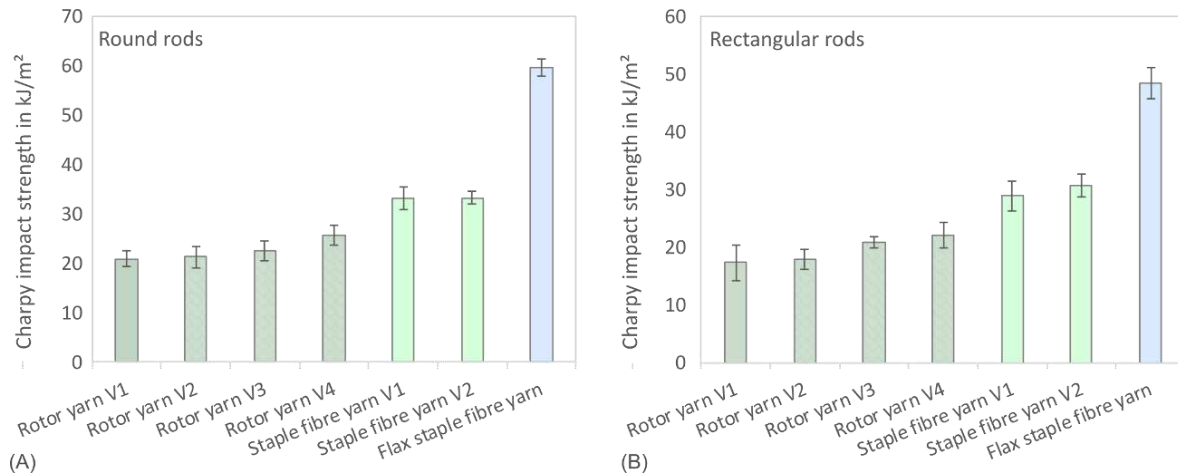 Round rods
Charpy impact strength in kJ/m²
70
60
50
40
30
20
10
0
Rotor yarn V1
Rotor yarn V2
Rotor yarn V3
Rotor yarn V4
Staple fibre yarn V1
Staple fibre yarn V2
Flax staple fibre yarn
(A)
Rectangular rods
Charpy impact strength in kJ/m²
60
50
40
30
20
10
0
Rotor yarn V1
Rotor yarn V2
Rotor yarn V3
Rotor yarn V4
Staple fibre yarn V1
Staple fibre yarn V2
Flax staple fibre yarn
(B)